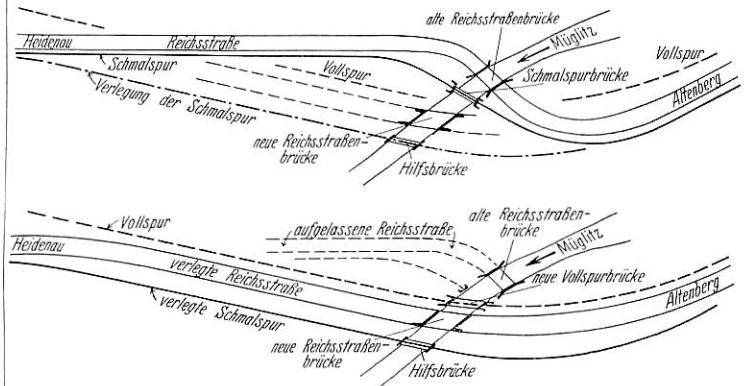 alte Reichsstraßenbrücke
Müglitz
Heidenau
Reichsstraße
Vollspur
Schmalspur
Vollspur
Schmalspurbrücke
Verlegung der Schmalspur
Altenberg
neue Reichsstraßen-
brücke
Hilfsbrücke
Vollspur
aufgelassene Reichsstraße
alte Reichsstraßen-
brücke
Müglitz
Heidenau
verlegte Reichsstraße
neue Vollspurbrücke
verlegte Schmalspur
Altenberg
neue Reichsstraßen-
brücke
Hilfsbrücke